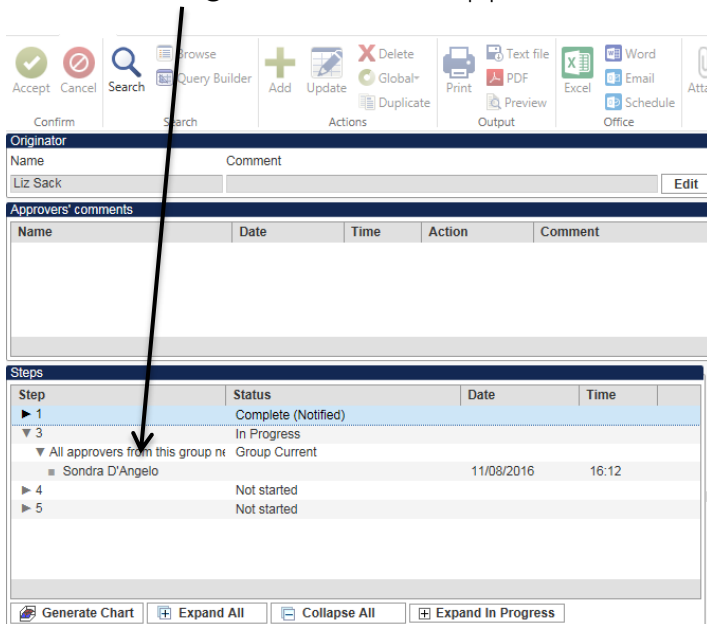 Browse
Delete
Text file
Word
Query Builder
Global
PDF
Email
Accept Cancel Search Add Update Duplicate Print Preview Excel Schedule
Confirm Search Actions Output Office
Originator
Name Comment
Liz Sack Edit
Approvers' comments
Name Date Time Action Comment
Steps
Step Status Date Time
1 Complete (Notified)
3 In Progress
All approvers from this group Group Current
Sondra D'Angelo 11/08/2016 16:12
4 Not started
5 Not started
Generate Chart Expand All Collapse All Expand In Progress